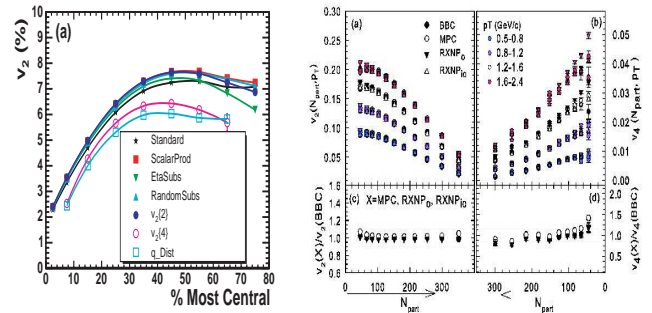 (a)
v2 (%)
10
9
8
7
6
5
4
3
2
1
0
Standard
ScalarProd
EtaSubs
RandomSubs
v2{2}
v2{4}
q_Dist
0 10 20 30 40 50 60 70 80
% Most Central
(a)
BBC
MPC
RXNPo
RXNPio
pT (GeV/c)
0.5-0.8
0.8-1.2
1.2-1.6
1.6-2.4
(b)
v2(Npart, PT)
0.30
0.25
0.20
0.15
0.10
0.05
v4 (Npart, PT)
0.05
0.04
0.03
0.02
0.01
0.00
(c)
X=MPC, RXNPo, RXNPio
(d)
v2(X)/v2(BBC)
1.6
1.4
1.2
1.0
0.8
0.6
v4(X)/v4(BBC)
2.0
1.5
1.0
0.5
0.0
0 100 200 300
Npart
300 200 100 0
Npart